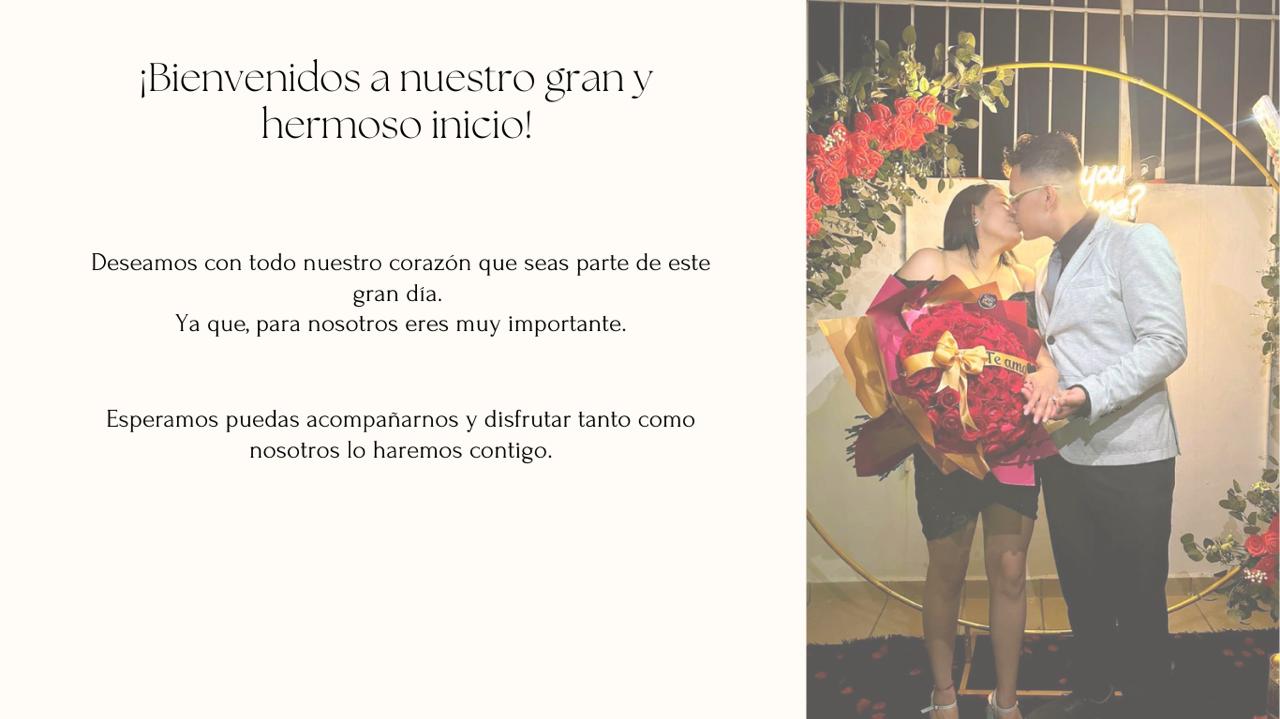 ¡Bienvenidos a nuestro gran y
hermoso inicio!
Deseamos con todo nuestro corazón que seas parte de este
gran día.
Ya que, para nosotros eres muy importante.
Esperamos puedas acompañarnos y disfrutar tanto como
nosotros lo haremos contigo.
you
me?
Te amo